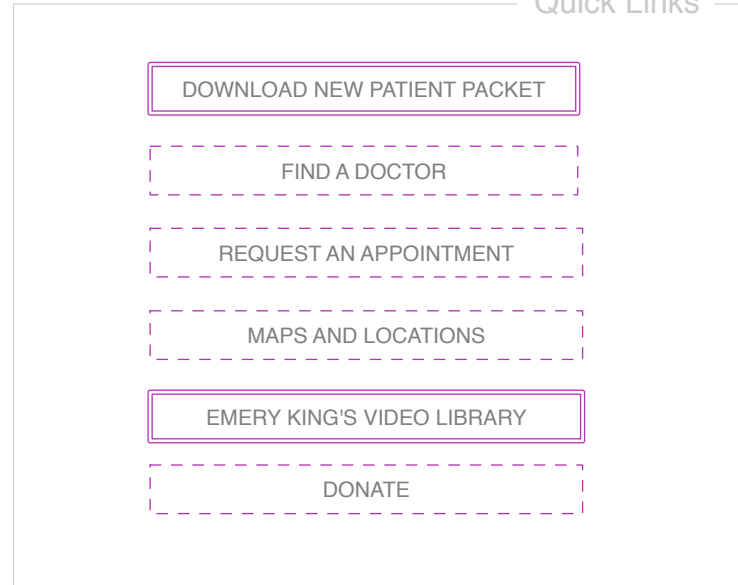 Quick Links
DOWNLOAD NEW PATIENT PACKET
FIND A DOCTOR
REQUEST AN APPOINTMENT
MAPS AND LOCATIONS
EMERY KING'S VIDEO LIBRARY
DONATE